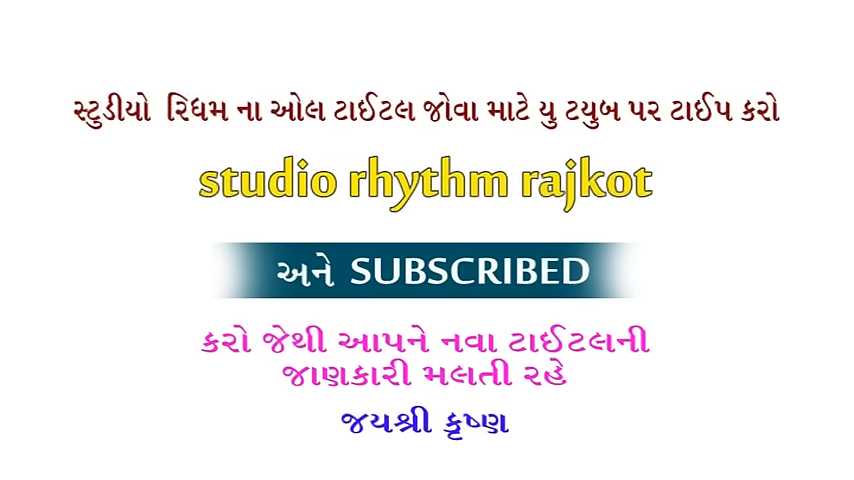 સ્ટુડીયો રિધમ ના ઓલ ટાઈટલ જોવા માટે યુ ટયુબ પર ટાઈપ કરો
studio rhythm rajkot
અને SUBSCRIBED
કરો જેથી આપને નવા ટાઈટલની
જાણકારી મલતી રહે
જયશ્રી કૃષ્ણ